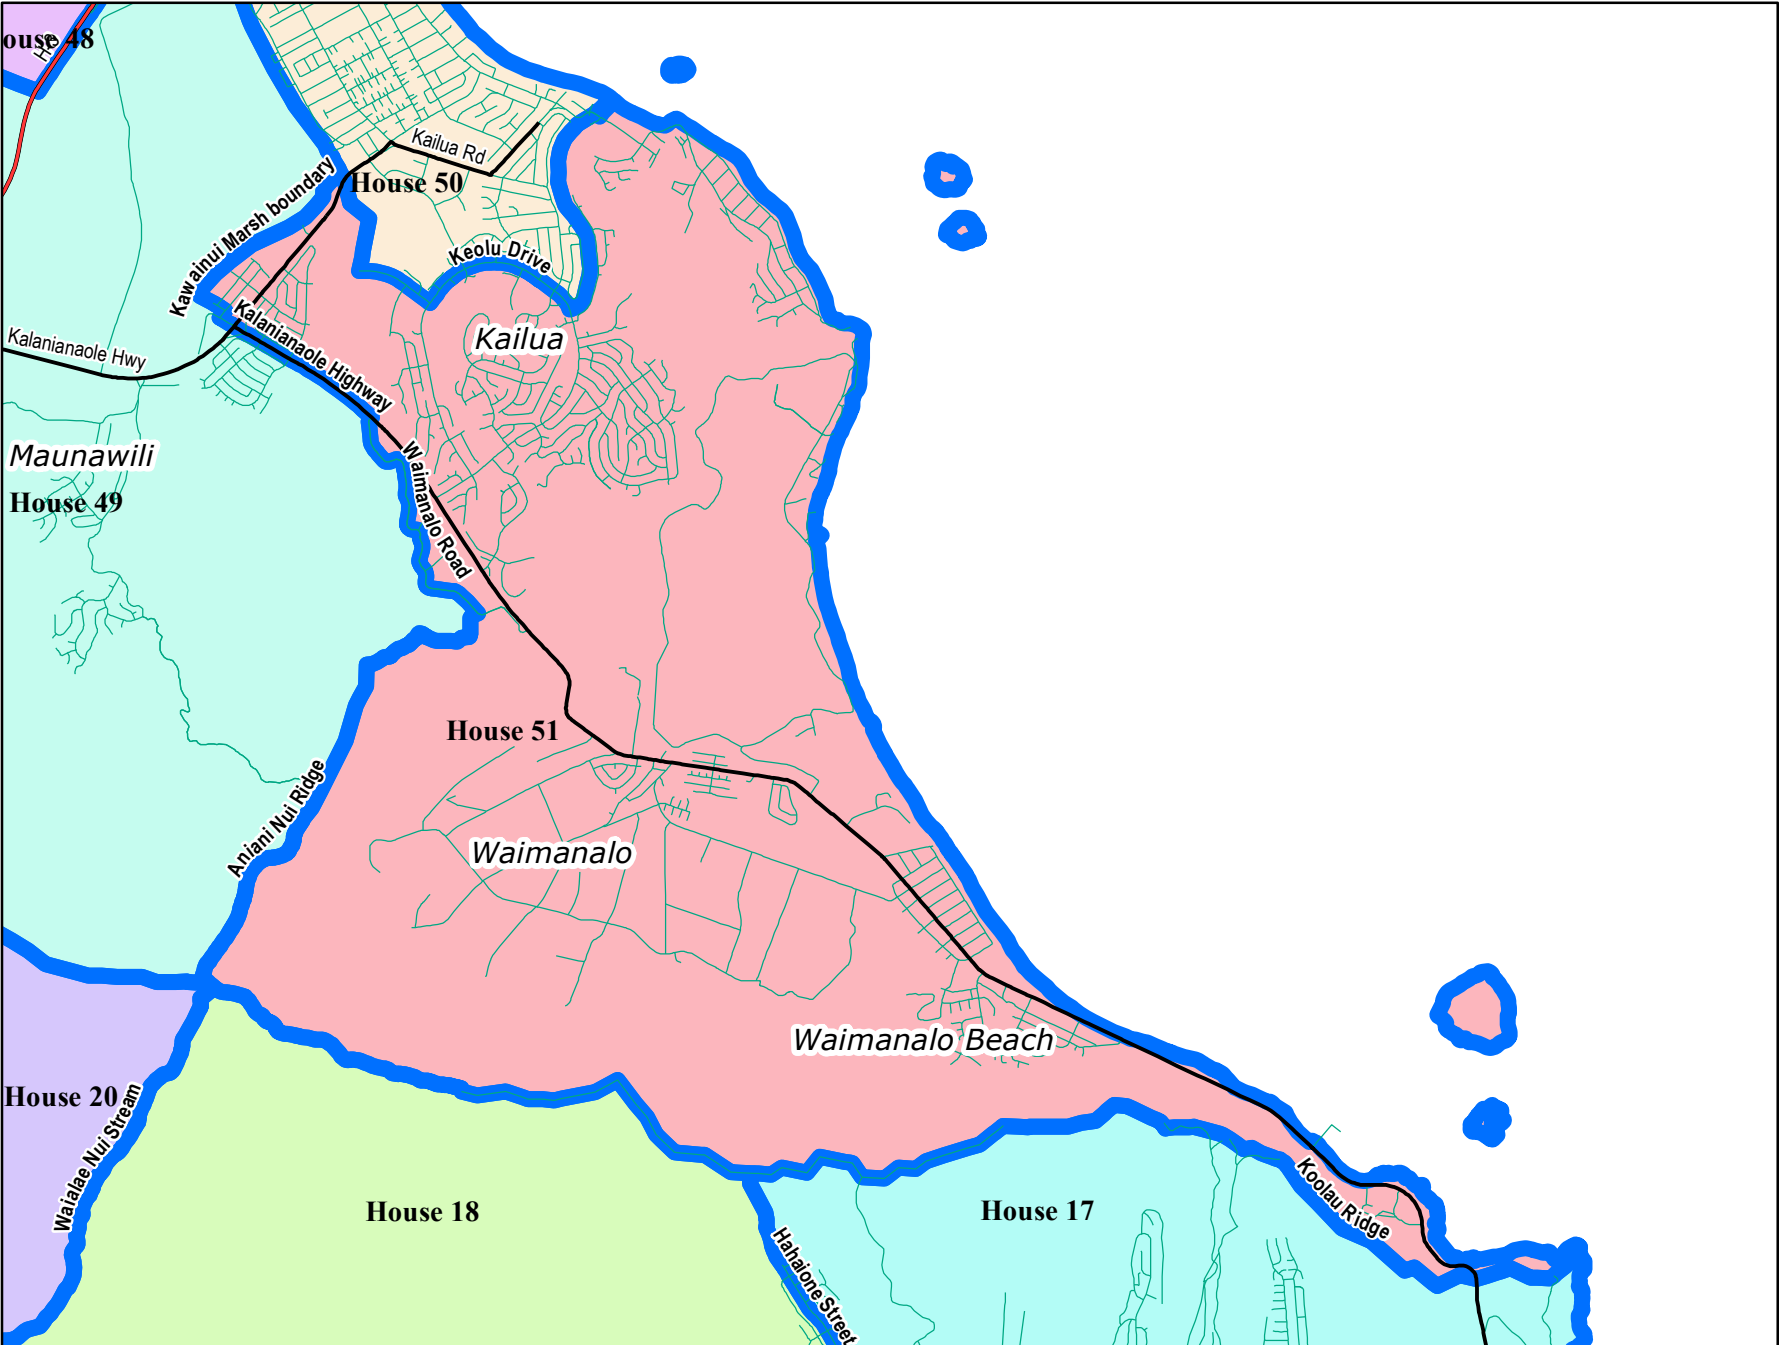 ouse 48
H3
Kailua Rd
House 50
Kawainui Marsh boundary
Keolu Drive
Kalanianaole Highway
Kailua
Kalanianaole Hwy
Maunawili
House 49
Waimanalo Road
House 51
Aniani Nui Ridge
Waimanalo
Waimanalo Beach
House 20
Waialae Nui Stream
House 18
House 17
Koolau Ridge
Hahaione Street